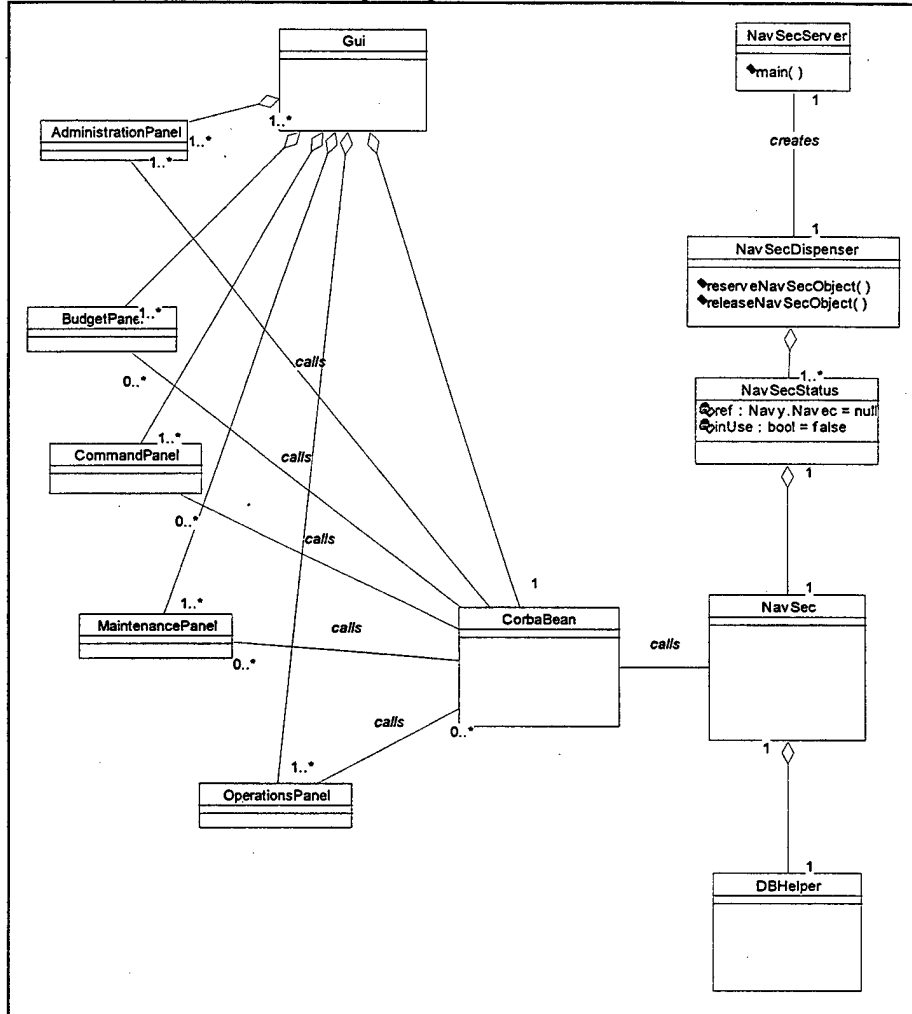 Gui
NavSecServer
main( )
1
1..*
AdministrationPanel
1..*
1..*
creates
1
NavSecDispenser
reserveNavSecObject( )
releaseNavSecObject( )
BudgetPanel
1..*
0..*
calls
1..*
NavSecStatus
ref : Navy.Navec = null
inUse : bool = false
1
CommandPanel
1..*
calls
0..*
calls
1..*
MaintenancePanel
0..*
calls
1
CorbaBean
calls
1
NavSec
calls
0..*
1
1..*
OperationsPanel
1
DBHelper